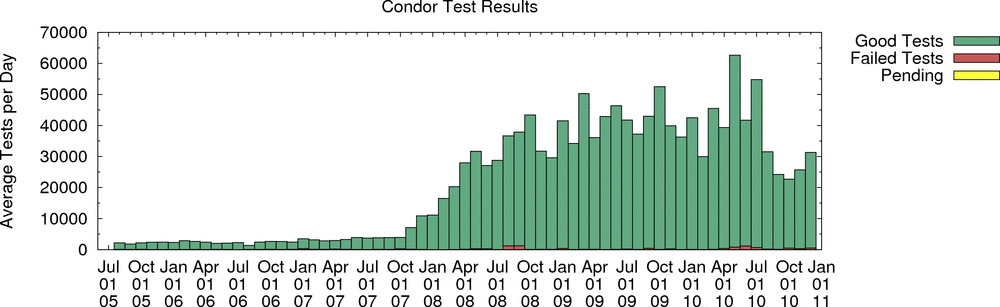 Condor Test Results
Average Tests per Day
70000
60000
50000
40000
30000
20000
10000
0
Good Tests
Failed Tests
Pending
Jul Oct Jan Apr Jul Oct Jan Apr Jul Oct Jan Apr Jul Oct Jan Apr Jul Oct Jan Apr Jul Oct Jan
01 01 01 01 01 01 01 01 01 01 01 01 01 01 01 01 01 01 01 01 01 01 01
05 05 06 06 06 06 07 07 07 07 08 08 08 08 09 09 09 09 10 10 10 10 11